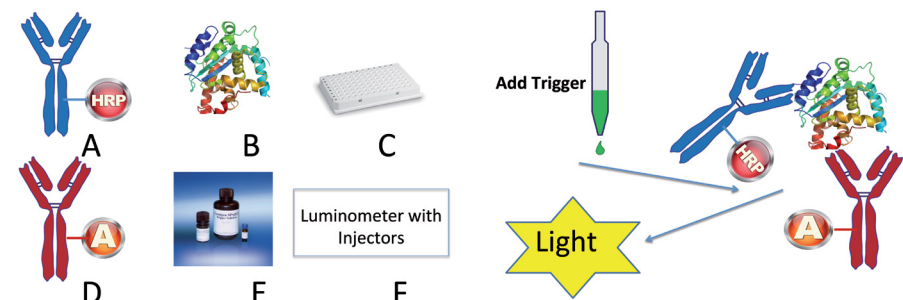 HRP
A
B
C
A
D
E
Luminometer with
Injectors
F
Add Trigger
HRP
A
Light